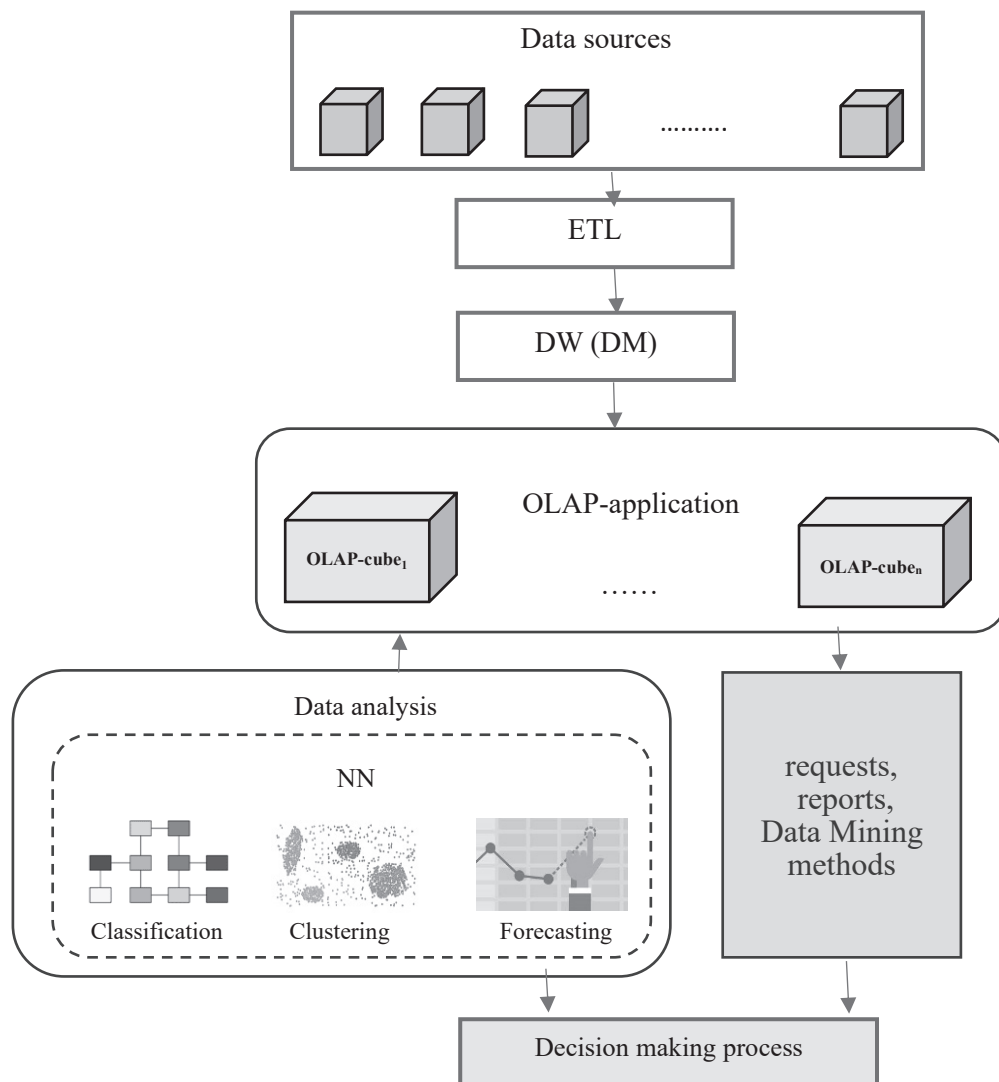 Data sources
……….
ETL
DW (DM)
OLAP-application
OLAP-cube₁
……
OLAP-cubeₙ
Data analysis
NN
Classification
Clustering
Forecasting
requests,
reports,
Data Mining
methods
Decision making process